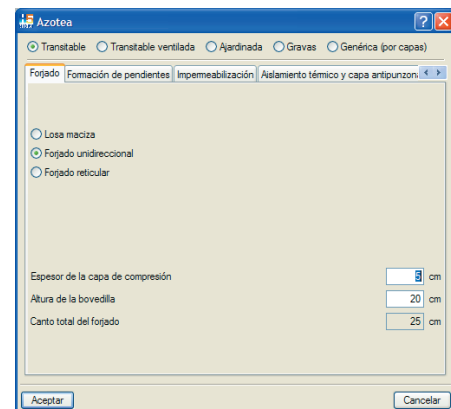 Azotea
Transitable Transitable ventilada Ajardinada Gravas Genérica (por capas)
Forjado Formación de pendientes Impermeabilización Aislamiento térmico y capa antipunzon
Losa maciza
Forjado unidireccional
Forjado reticular
Espesor de la capa de compresión 5 cm
Altura de la bovedilla 20 cm
Canto total del forjado 25 cm
Aceptar Cancelar